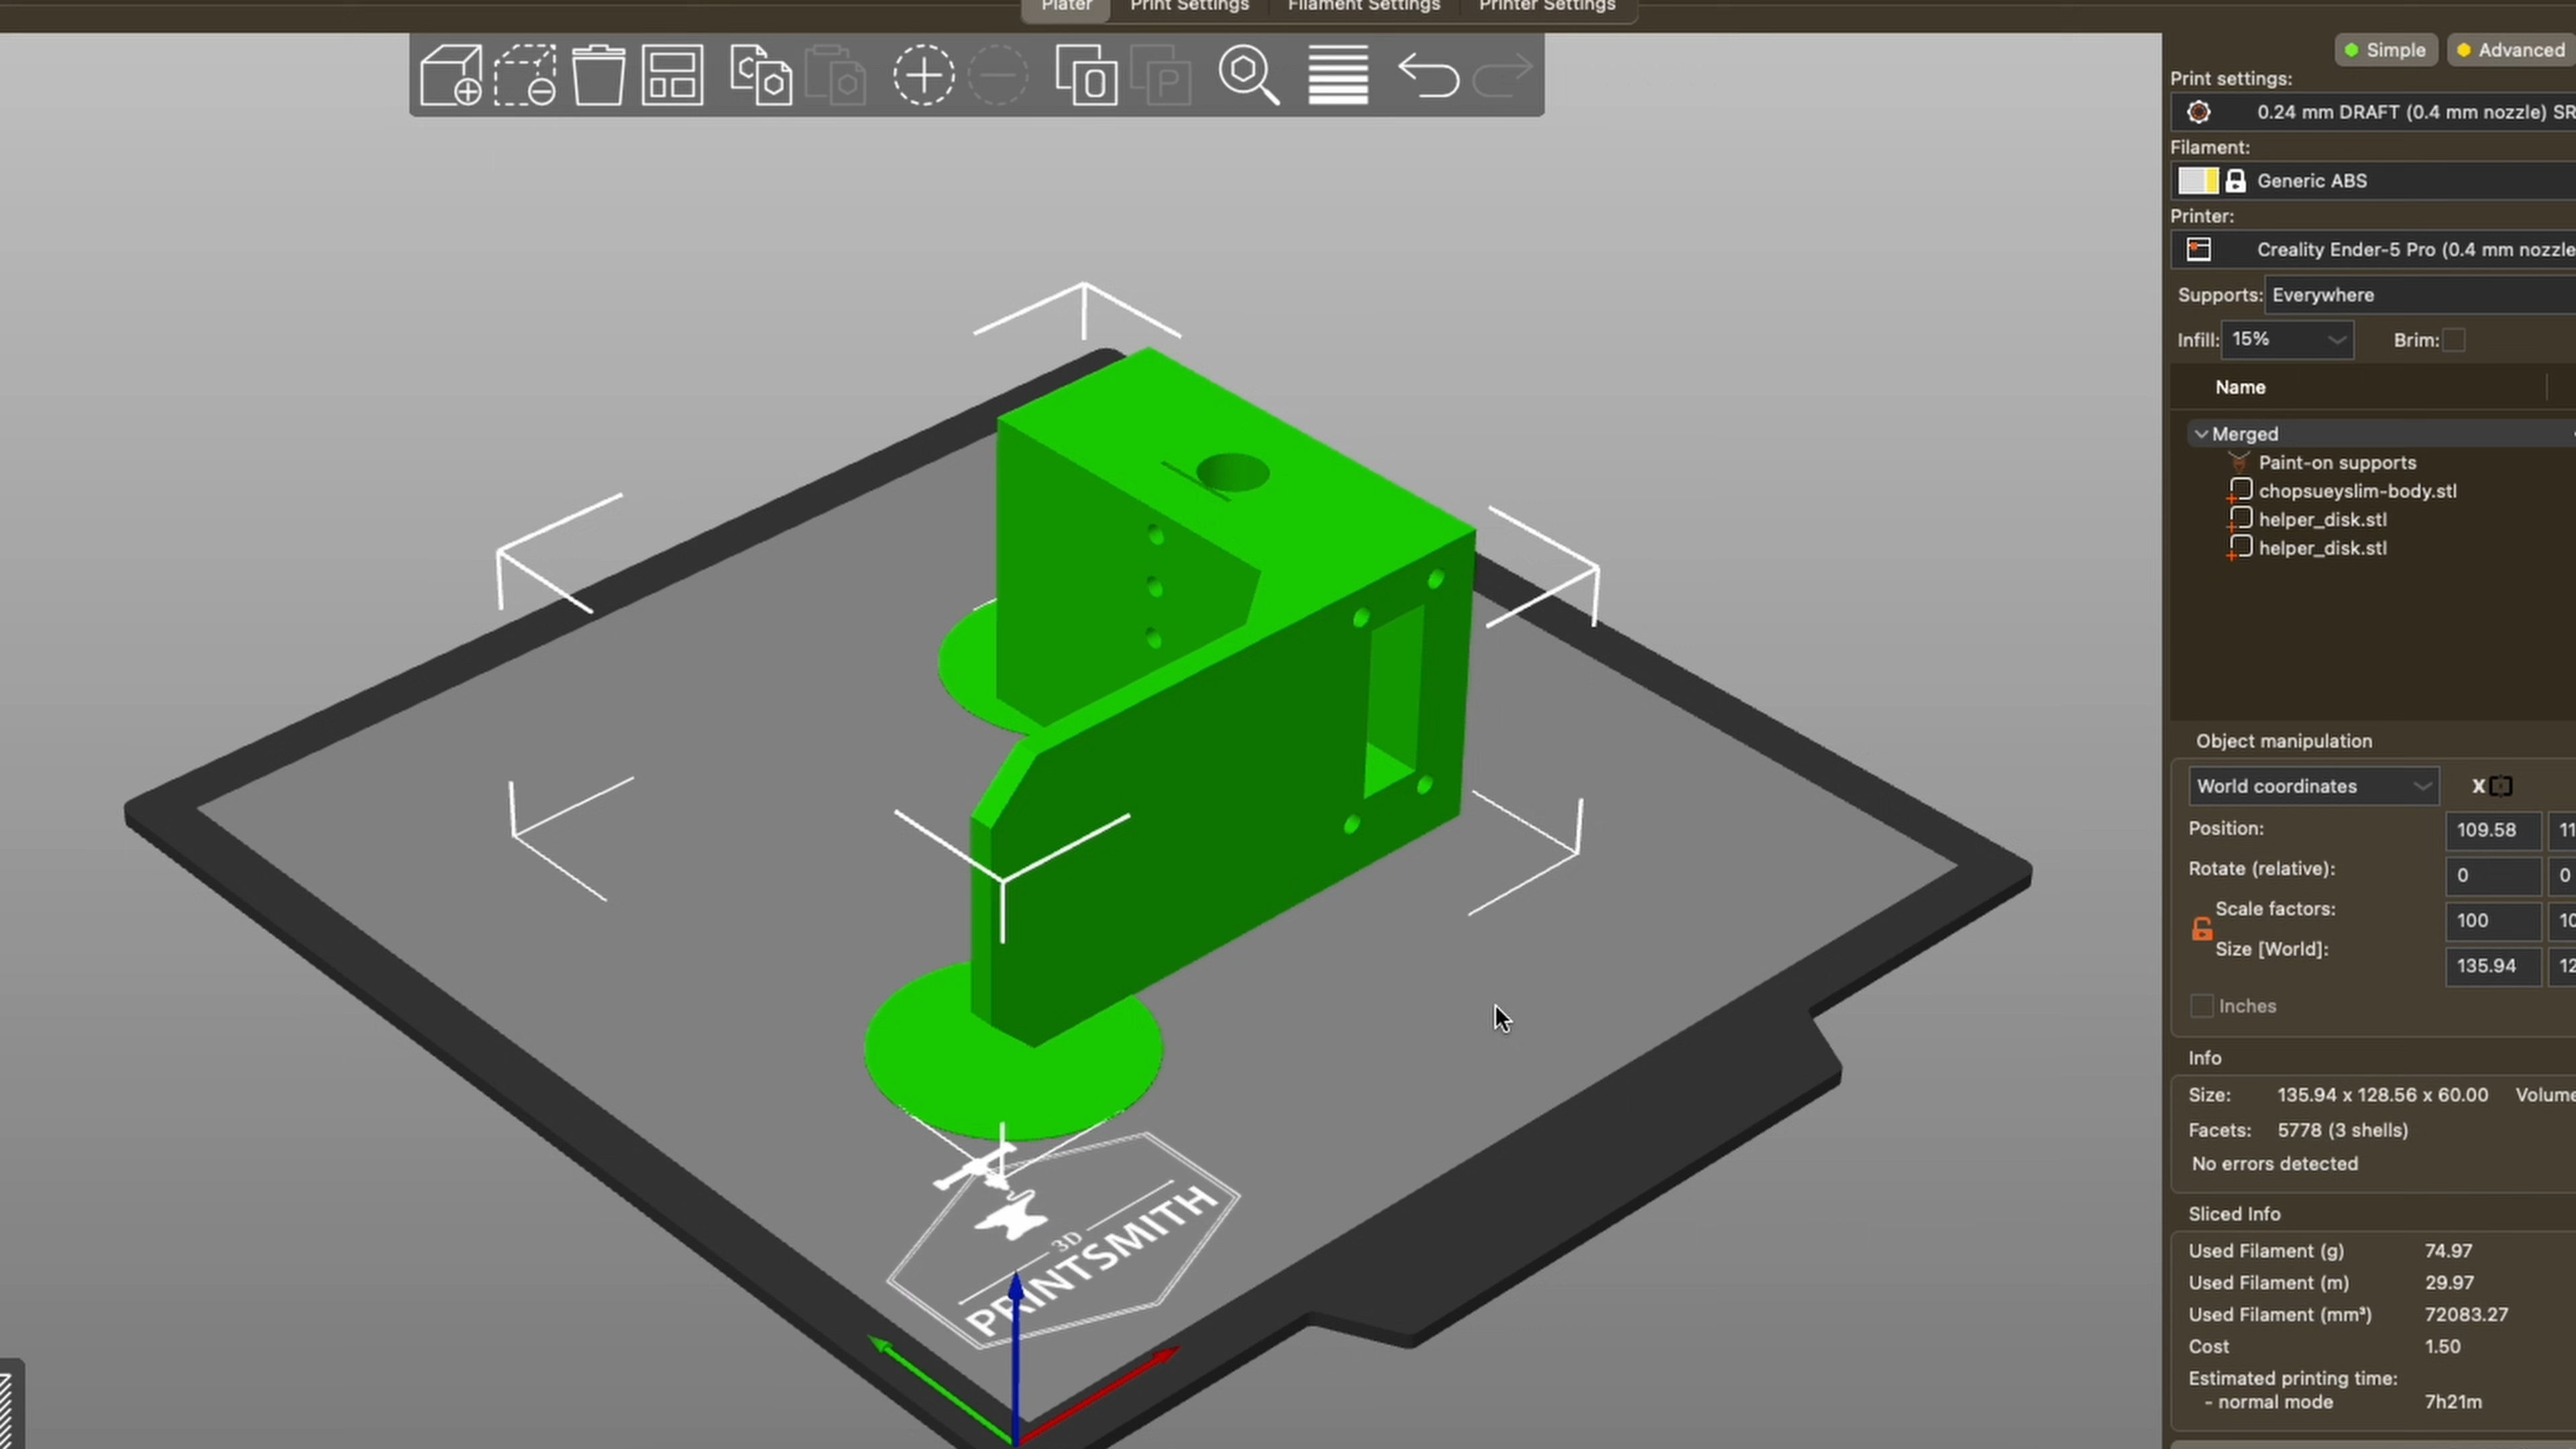 Plater Print Settings Filament Settings Printer Settings
Simple Advanced
Print settings:
0.24 mm DRAFT (0.4 mm nozzle) SR
Filament:
Generic ABS
Printer:
Creality Ender-5 Pro (0.4 mm nozzle
Supports: Everywhere
Infill: 15% Brim:
Name
Merged
Paint-on supports
chopsueyslim-body.stl
helper_disk.stl
helper_disk.stl
Object manipulation
World coordinates X
Position: 109.58 11
Rotate (relative): 0 0
Scale factors: 100 10
Size [World]: 135.94 12
Inches
Info
Size: 135.94 x 128.56 x 60.00 Volume
Facets: 5778 (3 shells)
No errors detected
Sliced Info
Used Filament (g) 74.97
Used Filament (m) 29.97
Used Filament (mm³) 72083.27
Cost 1.50
Estimated printing time:
- normal mode 7h21m
3D
PRINTSMITH